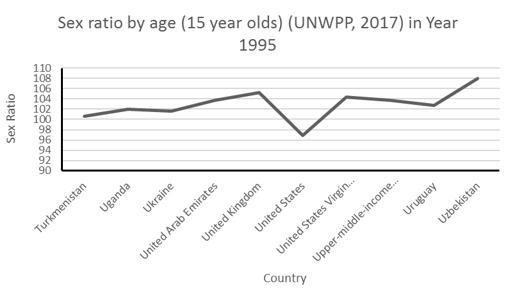 Sex ratio by age (15 year olds) (UNWPP, 2017) in Year
1995
Sex Ratio
110
108
106
104
102
100
98
96
94
92
90
Turkmenistan
Uganda
Ukraine
United Arab Emirates
United Kingdom
United States
United States Virgin...
Upper-middle-income...
Uruguay
Uzbekistan
Country